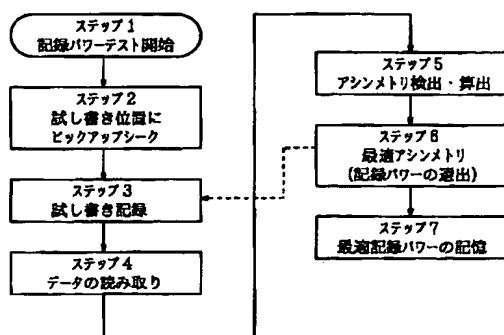 ステップ1
記録パワーテスト開始
ステップ2
試し書き位置に
ピックアップシーク
ステップ3
試し書き記録
ステップ4
データの読み取り
ステップ5
アシンメトリ検出・算出
ステップ6
最適アシンメトリ
(記録パワーの選出)
ステップ7
最適記録パワーの記憶